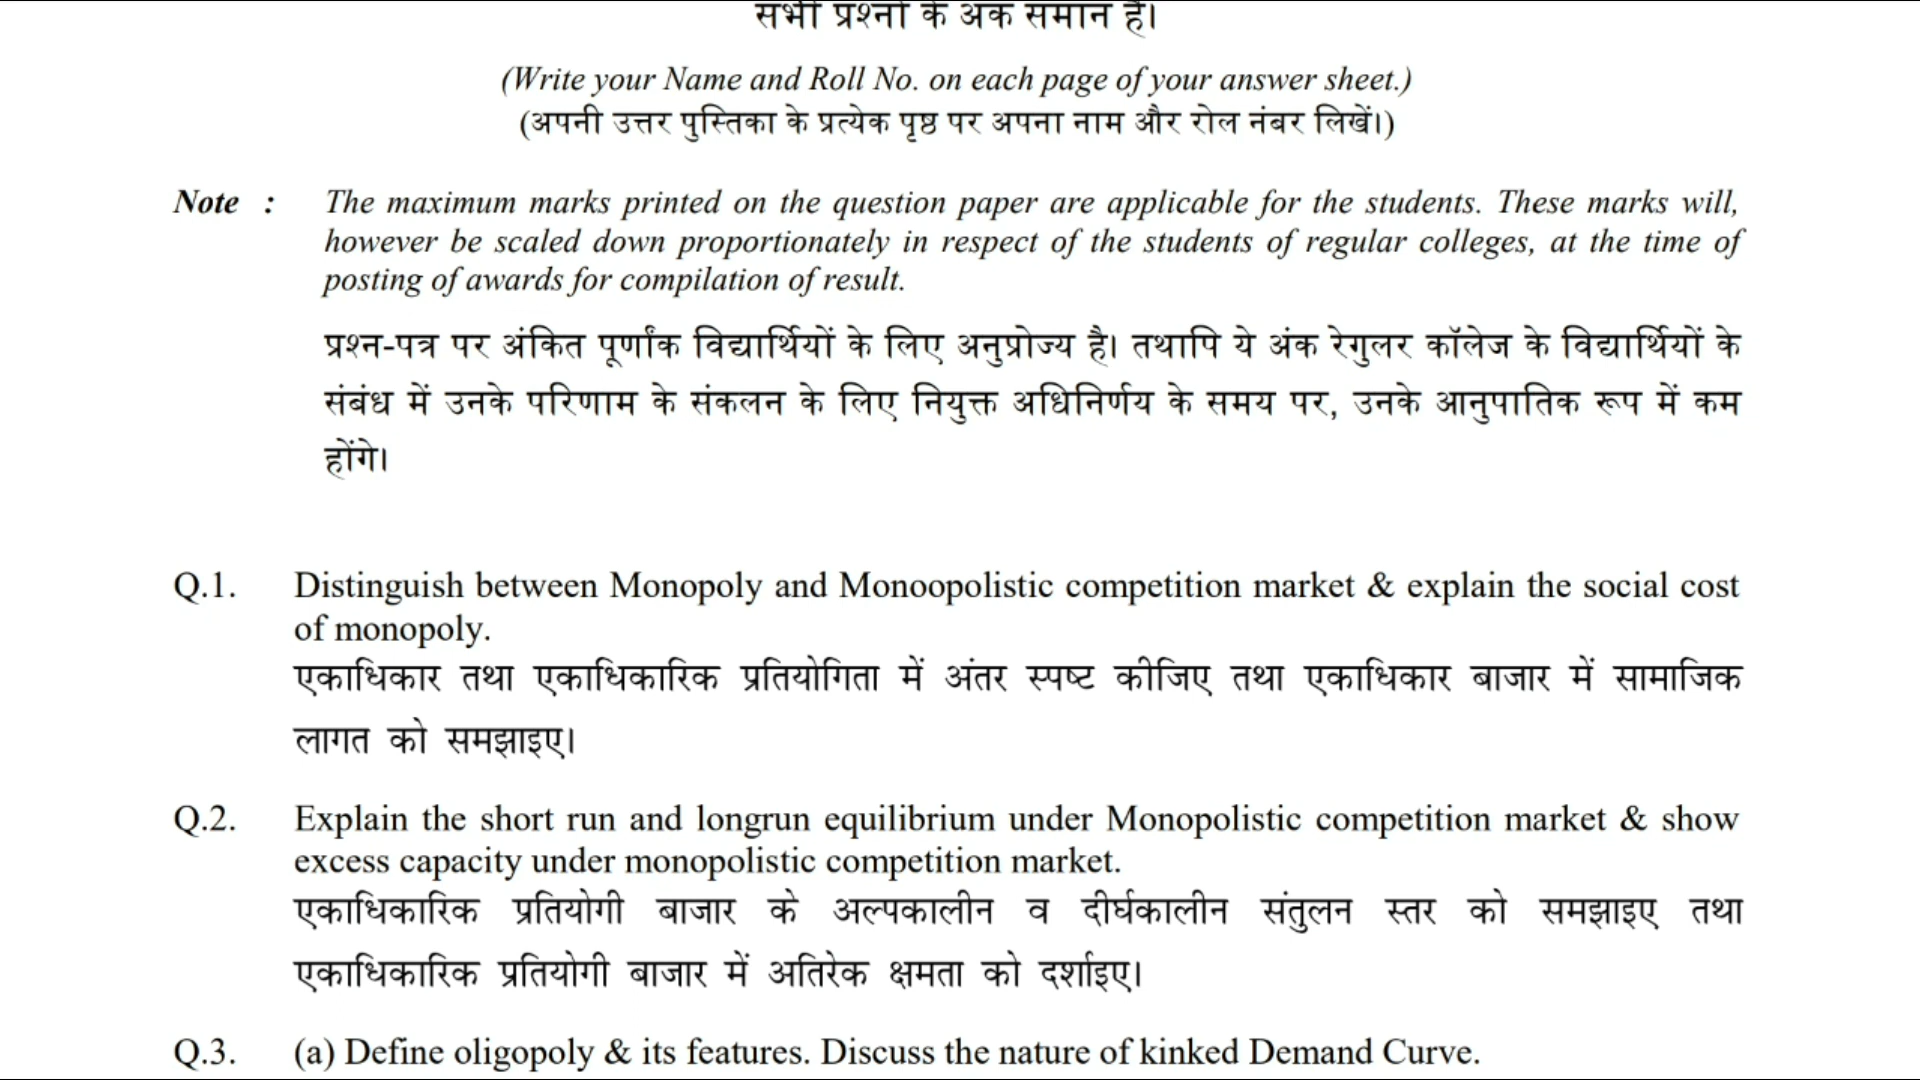 सभी प्रश्नों के अंक समान हैं।
(Write your Name and Roll No. on each page of your answer sheet.)
(अपनी उत्तर पुस्तिका के प्रत्येक पृष्ठ पर अपना नाम और रोल नंबर लिखें।)
Note : The maximum marks printed on the question paper are applicable for the students. These marks will,
however be scaled down proportionately in respect of the students of regular colleges, at the time of
posting of awards for compilation of result.
प्रश्न-पत्र पर अंकित पूर्णांक विद्यार्थियों के लिए अनुप्रोज्य है। तथापि ये अंक रेगुलर कॉलेज के विद्यार्थियों के
संबंध में उनके परिणाम के संकलन के लिए नियुक्त अधिनिर्णय के समय पर, उनके आनुपातिक रूप में कम
होंगे।
Q.1. Distinguish between Monopoly and Monoopolistic competition market & explain the social cost
of monopoly.
एकाधिकार तथा एकाधिकारिक प्रतियोगिता में अंतर स्पष्ट कीजिए तथा एकाधिकार बाजार में सामाजिक
लागत को समझाइए।
Q.2. Explain the short run and longrun equilibrium under Monopolistic competition market & show
excess capacity under monopolistic competition market.
एकाधिकारिक प्रतियोगी बाजार के अल्पकालीन व दीर्घकालीन संतुलन स्तर को समझाइए तथा
एकाधिकारिक प्रतियोगी बाजार में अतिरेक क्षमता को दर्शाइए।
Q.3. (a) Define oligopoly & its features. Discuss the nature of kinked Demand Curve.